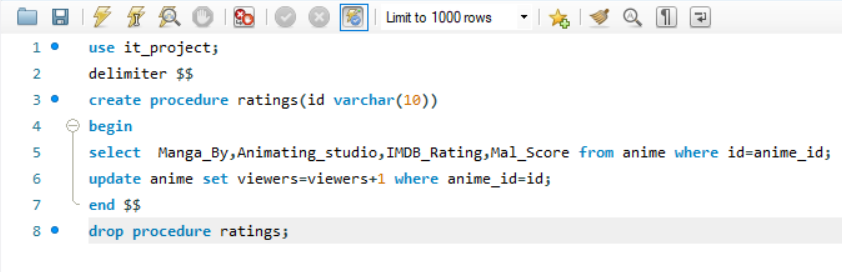 Limit to 1000 rows
1 use it_project;
2 delimiter $$
3 create procedure ratings(id varchar(10))
4 begin
5 select  Manga_By,Animating_studio,IMDB_Rating,Mal_Score from anime where id=anime_id;
6 update anime set viewers=viewers+1 where anime_id=id;
7 end $$
8 drop procedure ratings;